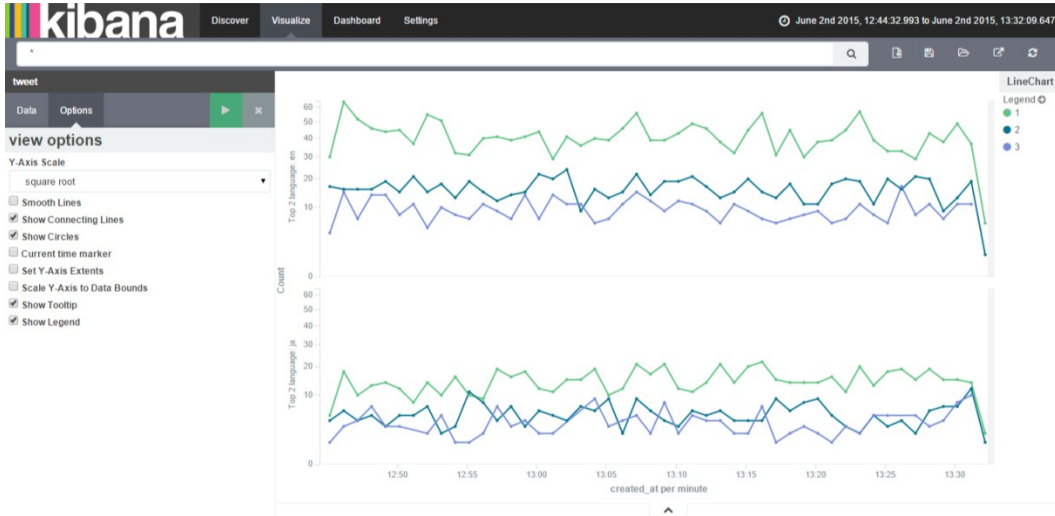 kibana
Discover Visualize Dashboard Settings
June 2nd 2015, 12:44:32.993 to June 2nd 2015, 13:32:09.647
*
tweet
Data Options
view options
Y-Axis Scale
square root
Smooth Lines
Show Connecting Lines
Show Circles
Current time marker
Set Y-Axis Extents
Scale Y-Axis to Data Bounds
Show Tooltip
Show Legend
LineChart
Legend
1
2
3
Count
Top 2 language: en
60
50
40
30
20
10
0
Top 2 language: ja
60
50
40
30
20
10
0
12:50 12:55 13:00 13:05 13:10 13:15 13:20 13:25 13:30
created_at per minute